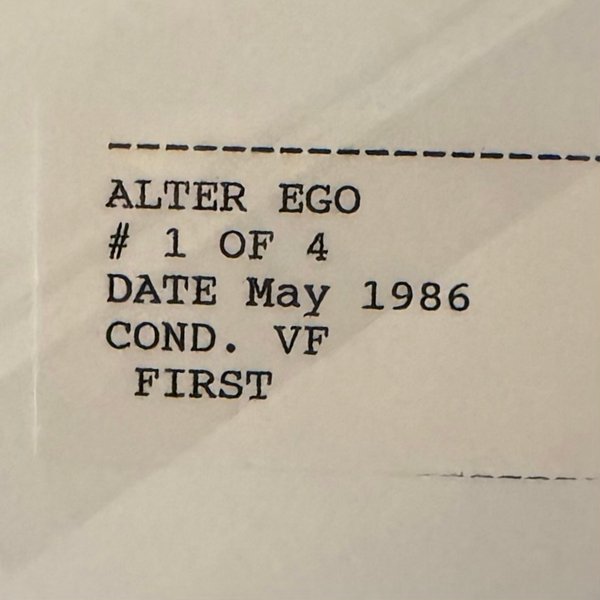 ALTER EGO
# 1 OF 4
DATE May 1986
COND. VF
FIRST